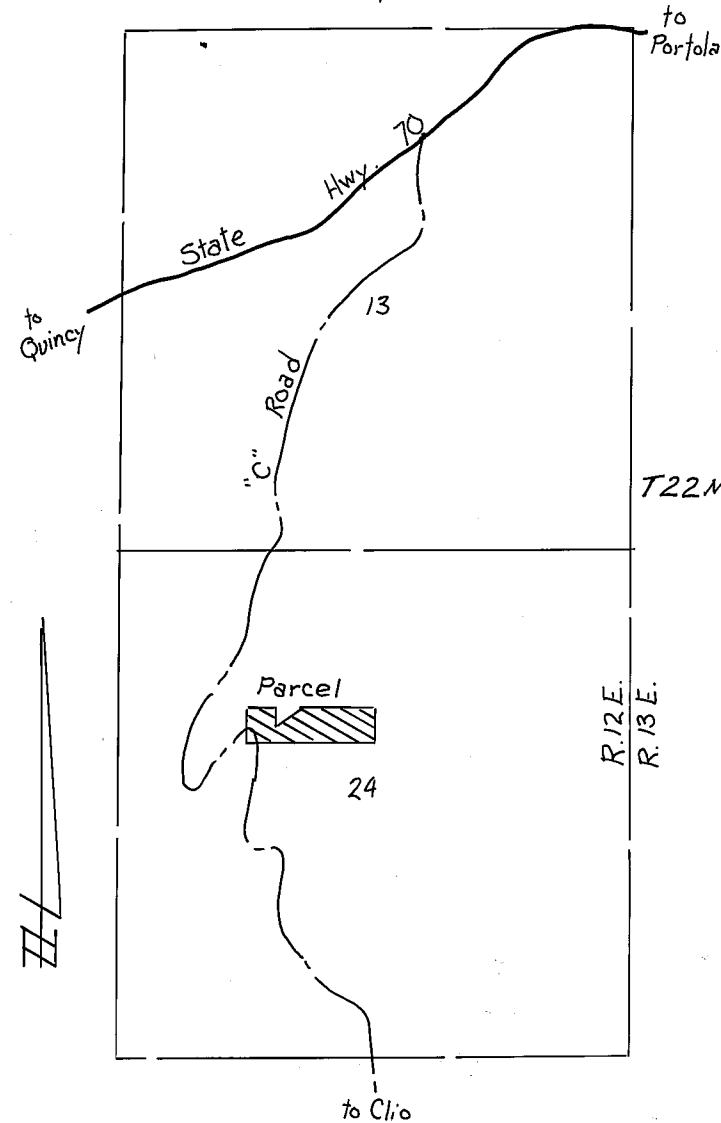 to
Portola
State Hwy. 70
to
Quincy
13
"C" Road
T22N
Parcel
R.12E.
R.13E.
24
N
to Clio